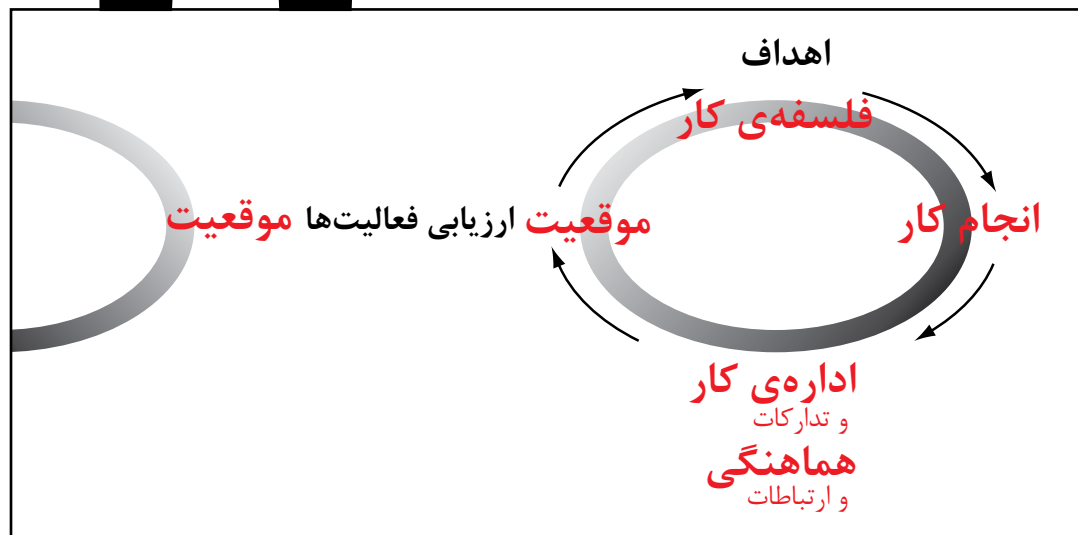 اهداف
فلسفه‌ی کار
انجام کار
موقعیت ارزیابی فعالیت‌ها موقعیت
اداره‌ی کار
و تدارکات
هماهنگی
و ارتباطات